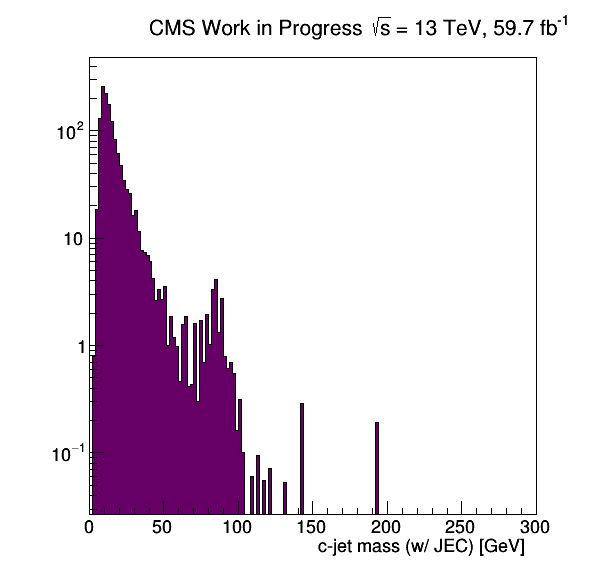 CMS Work in Progress √s = 13 TeV, 59.7 fb⁻¹
10²
10
1
10⁻¹
0 50 100 150 200 250 300
c-jet mass (w/ JEC) [GeV]